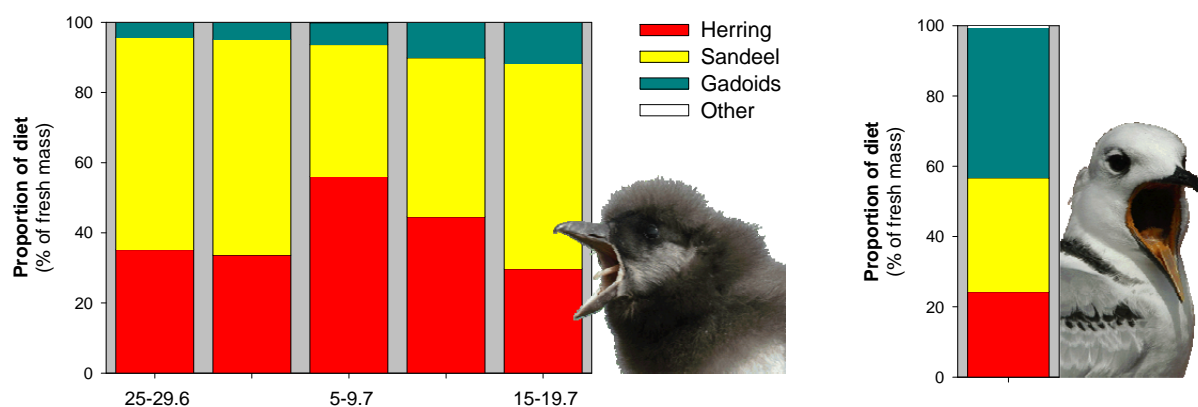 100
80
60
40
20
0
Proportion of diet
(% of fresh mass)
25-29.6
5-9.7
15-19.7
Herring
Sandeel
Gadoids
Other
100
80
60
40
20
0
Proportion of diet
(% of fresh mass)